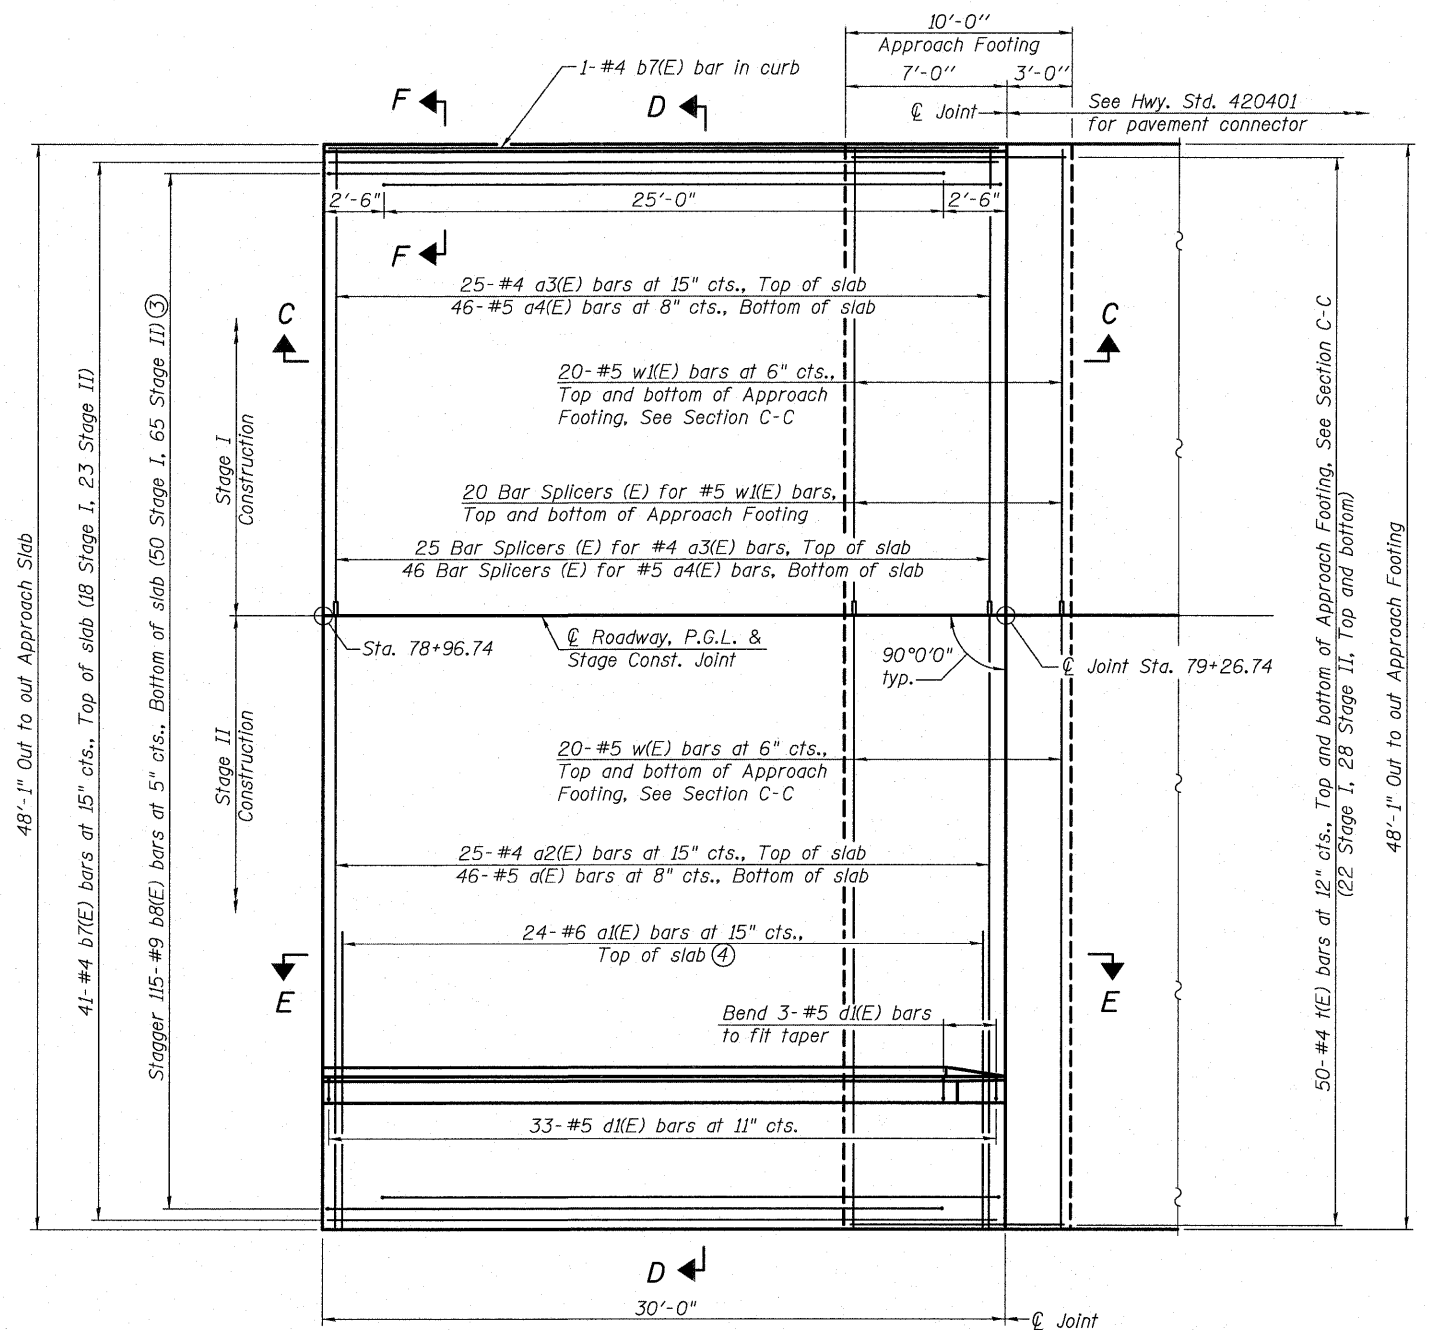 10'-0"
Approach Footing
7'-0"
3'-0"
1-#4 b7(E) bar in curb
F
D
℄ Joint
See Hwy. Std. 420401
for pavement connector
2'-6"
25'-0"
2'-6"
F
25-#4 a3(E) bars at 15" cts., Top of slab
46-#5 a4(E) bars at 8" cts., Bottom of slab
C
C
20-#5 w1(E) bars at 6" cts.,
Top and bottom of Approach
Footing, See Section C-C
Stage I
Construction
20 Bar Splicers (E) for #5 w1(E) bars,
Top and bottom of Approach Footing
25 Bar Splicers (E) for #4 a3(E) bars, Top of slab
46 Bar Splicers (E) for #5 a4(E) bars, Bottom of slab
48'-1" Out to out Approach Slab
41-#4 b7(E) bars at 15" cts., Top of slab (18 Stage I, 23 Stage II)
Stagger 115-#9 b8(E) bars at 5" cts., Bottom of slab (50 Stage I, 65 Stage II) 3
Sta. 78+96.74
℄ Roadway, P.G.L. &
Stage Const. Joint
90°0'0"
typ.
℄ Joint Sta. 79+26.74
50-#4 t(E) bars at 12" cts., Top and bottom of Approach Footing, See Section C-C
(22 Stage I, 28 Stage II, Top and bottom)
48'-1" Out to out Approach Footing
Stage II
Construction
20-#5 w(E) bars at 6" cts.,
Top and bottom of Approach
Footing, See Section C-C
25-#4 a2(E) bars at 15" cts., Top of slab
46-#5 a(E) bars at 8" cts., Bottom of slab
24-#6 a1(E) bars at 15" cts.,
Top of slab 4
E
E
Bend 3-#5 d1(E) bars
to fit taper
33-#5 d1(E) bars at 11" cts.
D
30'-0"
℄ Joint